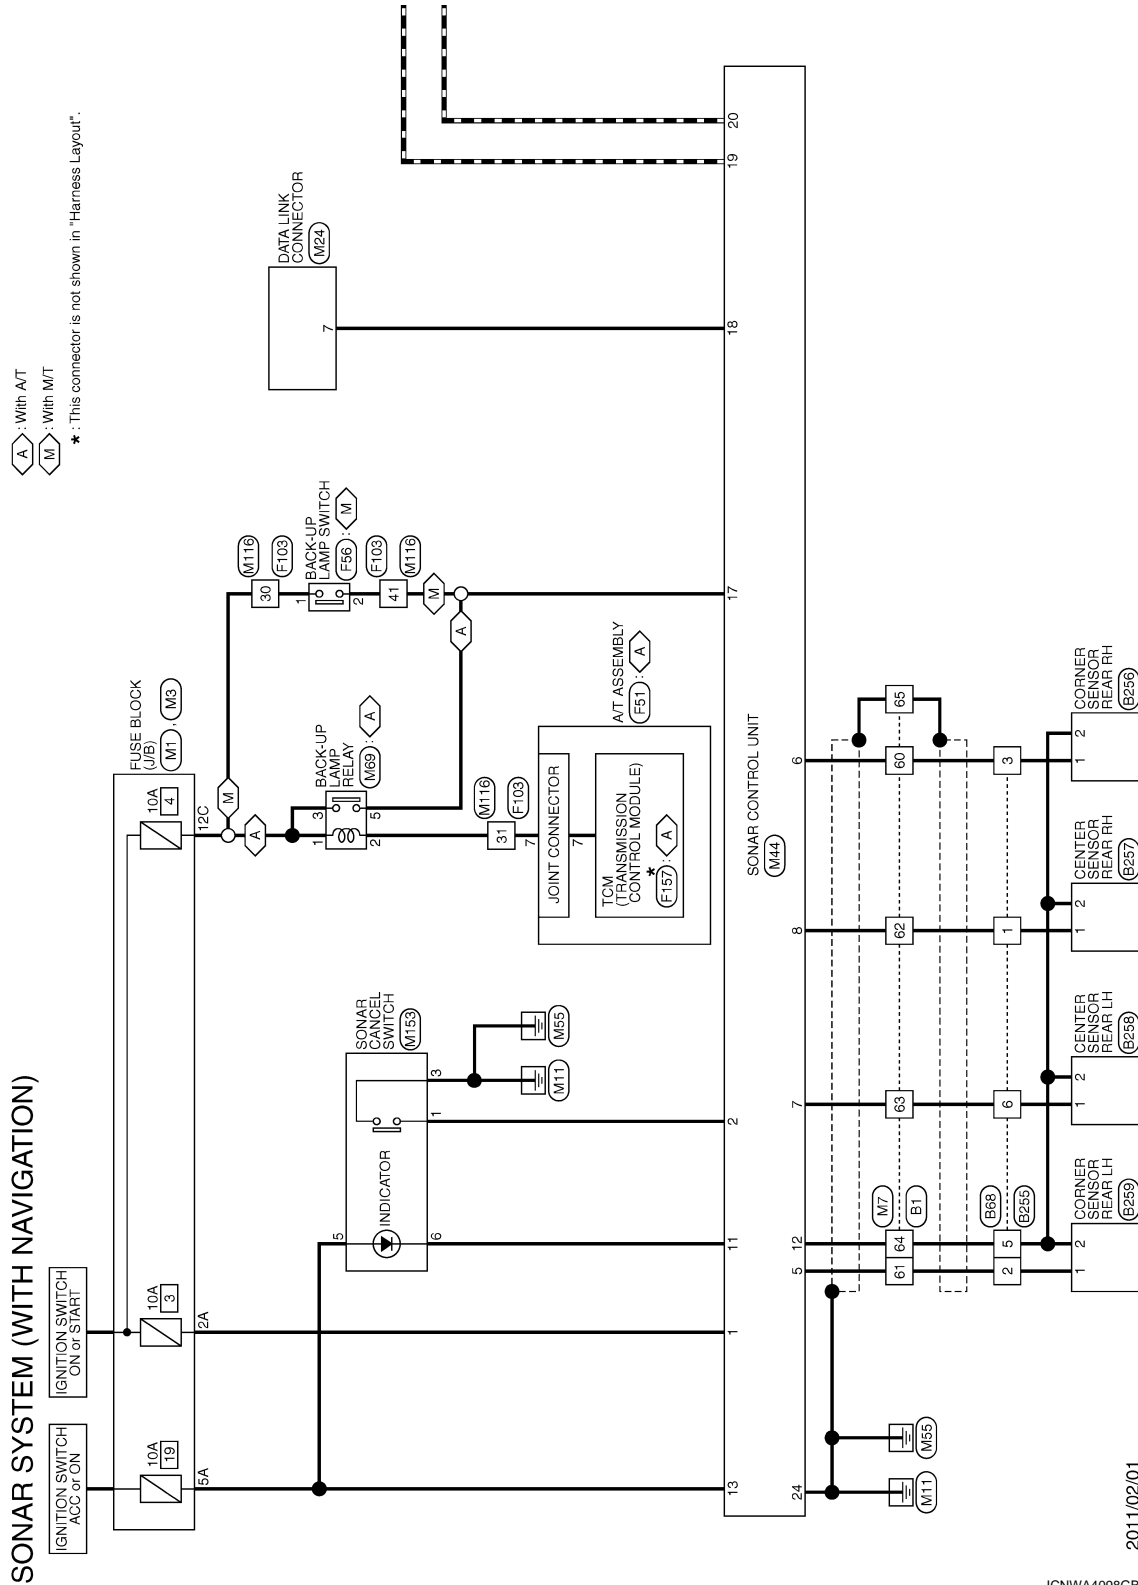 SONAR SYSTEM (WITH NAVIGATION)
A : With A/T
M : With M/T
* : This connector is not shown in "Harness Layout".
IGNITION SWITCH
ACC or ON
IGNITION SWITCH
ON or START
FUSE BLOCK
(J/B)
M1 , M3
10A
19
5A
10A
3
2A
10A
4
12C
M
A
M116
30
F103
1
BACK-UP
LAMP SWITCH
F56 : M
2
F103
41
M116
M
A
BACK-UP
LAMP
RELAY
M69 : A
1
3
2
5
M116
31
F103
A/T ASSEMBLY
F51 : A
7
JOINT CONNECTOR
7
TCM
(TRANSMISSION
CONTROL MODULE)
*
F157 : A
DATA LINK
CONNECTOR
M24
7
SONAR
CANCEL
SWITCH
M153
5
INDICATOR
6
1
3
M11
M55
13
1
11
2
17
18
19
20
SONAR CONTROL UNIT
M44
24
5
12
7
8
6
M11
M55
61
64
M7
B1
63
62
60
65
2
5
B68
B255
6
1
3
1
2
CORNER
SENSOR
REAR LH
B259
1
2
CENTER
SENSOR
REAR LH
B258
1
2
CENTER
SENSOR
REAR RH
B257
1
2
CORNER
SENSOR
REAR RH
B256
2011/02/01